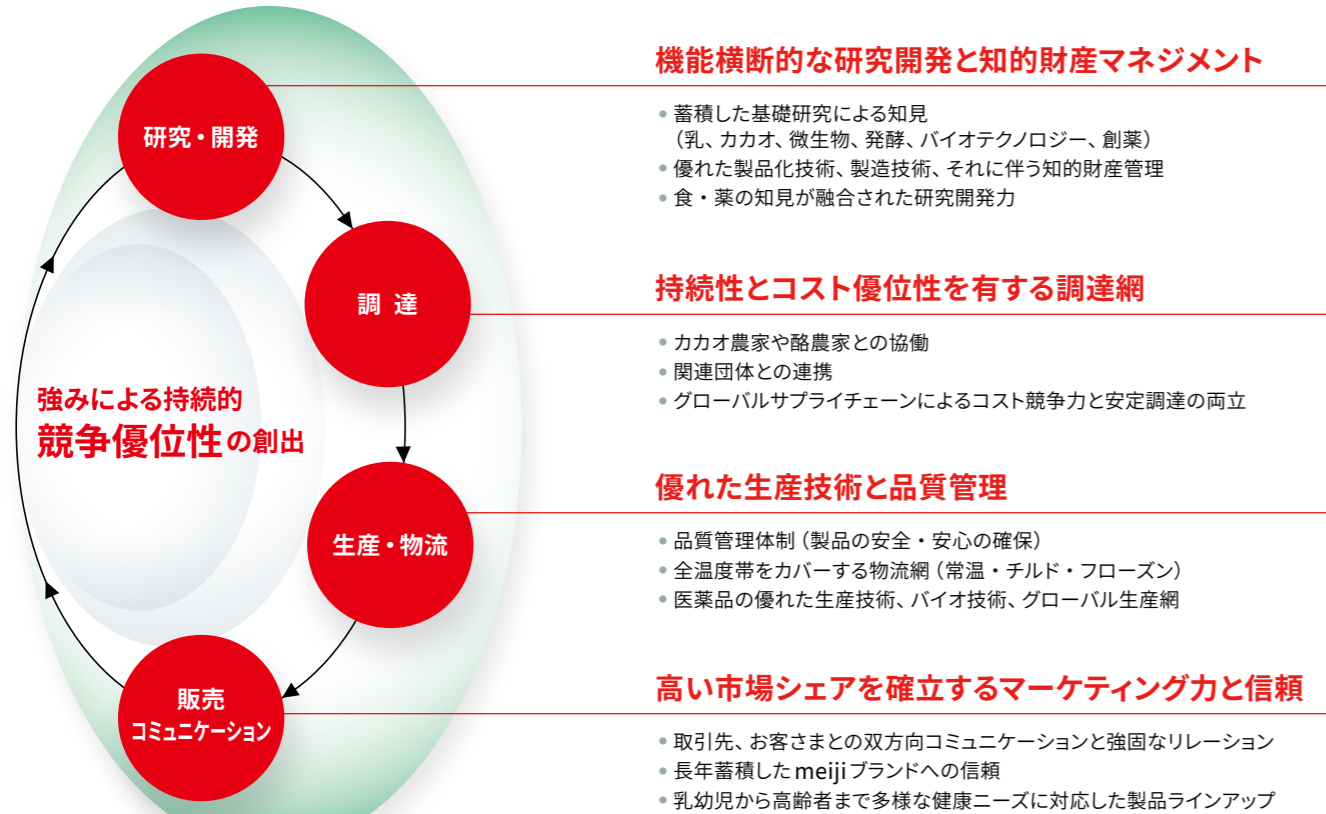 研究・開発
調 達
生産・物流
販売
コミュニケーション
強みによる持続的
競争優位性の創出
機能横断的な研究開発と知的財産マネジメント
• 蓄積した基礎研究による知見
（乳、カカオ、微生物、発酵、バイオテクノロジー、創薬）
• 優れた製品化技術、製造技術、それに伴う知的財産管理
• 食・薬の知見が融合された研究開発力
持続性とコスト優位性を有する調達網
• カカオ農家や酪農家との協働
• 関連団体との連携
• グローバルサプライチェーンによるコスト競争力と安定調達の両立
優れた生産技術と品質管理
• 品質管理体制（製品の安全・安心の確保）
• 全温度帯をカバーする物流網（常温・チルド・フローズン）
• 医薬品の優れた生産技術、バイオ技術、グローバル生産網
高い市場シェアを確立するマーケティング力と信頼
• 取引先、お客さまとの双方向コミュニケーションと強固なリレーション
• 長年蓄積したmeijiブランドへの信頼
• 乳幼児から高齢者まで多様な健康ニーズに対応した製品ラインアップ